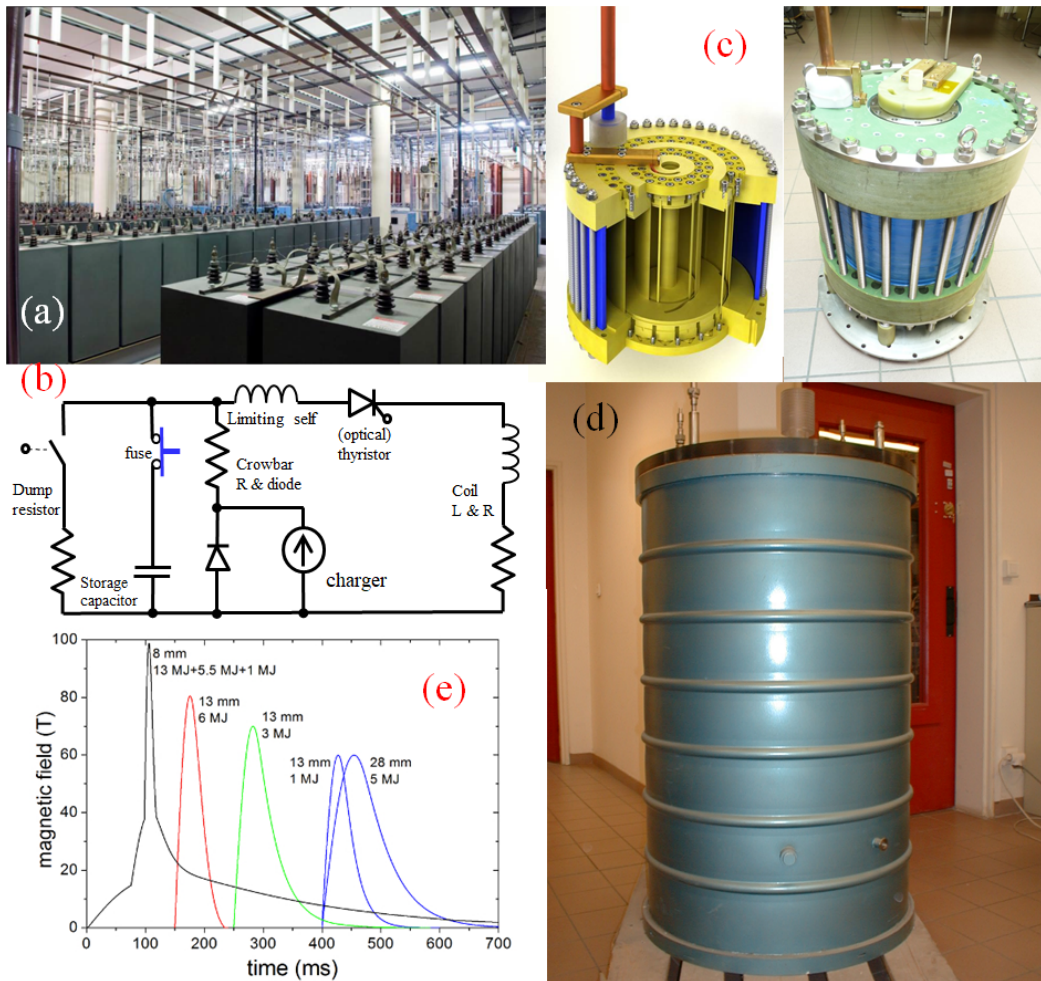 (a)
(c)
(b)
Limiting self
(optical)
thyristor
fuse
Crowbar
R & diode
Dump
resistor
Coil
L & R
Storage
capacitor
charger
(d)
(e)
100
80
60
40
20
0
magnetic field (T)
8 mm
13 MJ+5.5 MJ+1 MJ
13 mm
6 MJ
13 mm
3 MJ
13 mm
1 MJ
28 mm
5 MJ
0 100 200 300 400 500 600 700
time (ms)